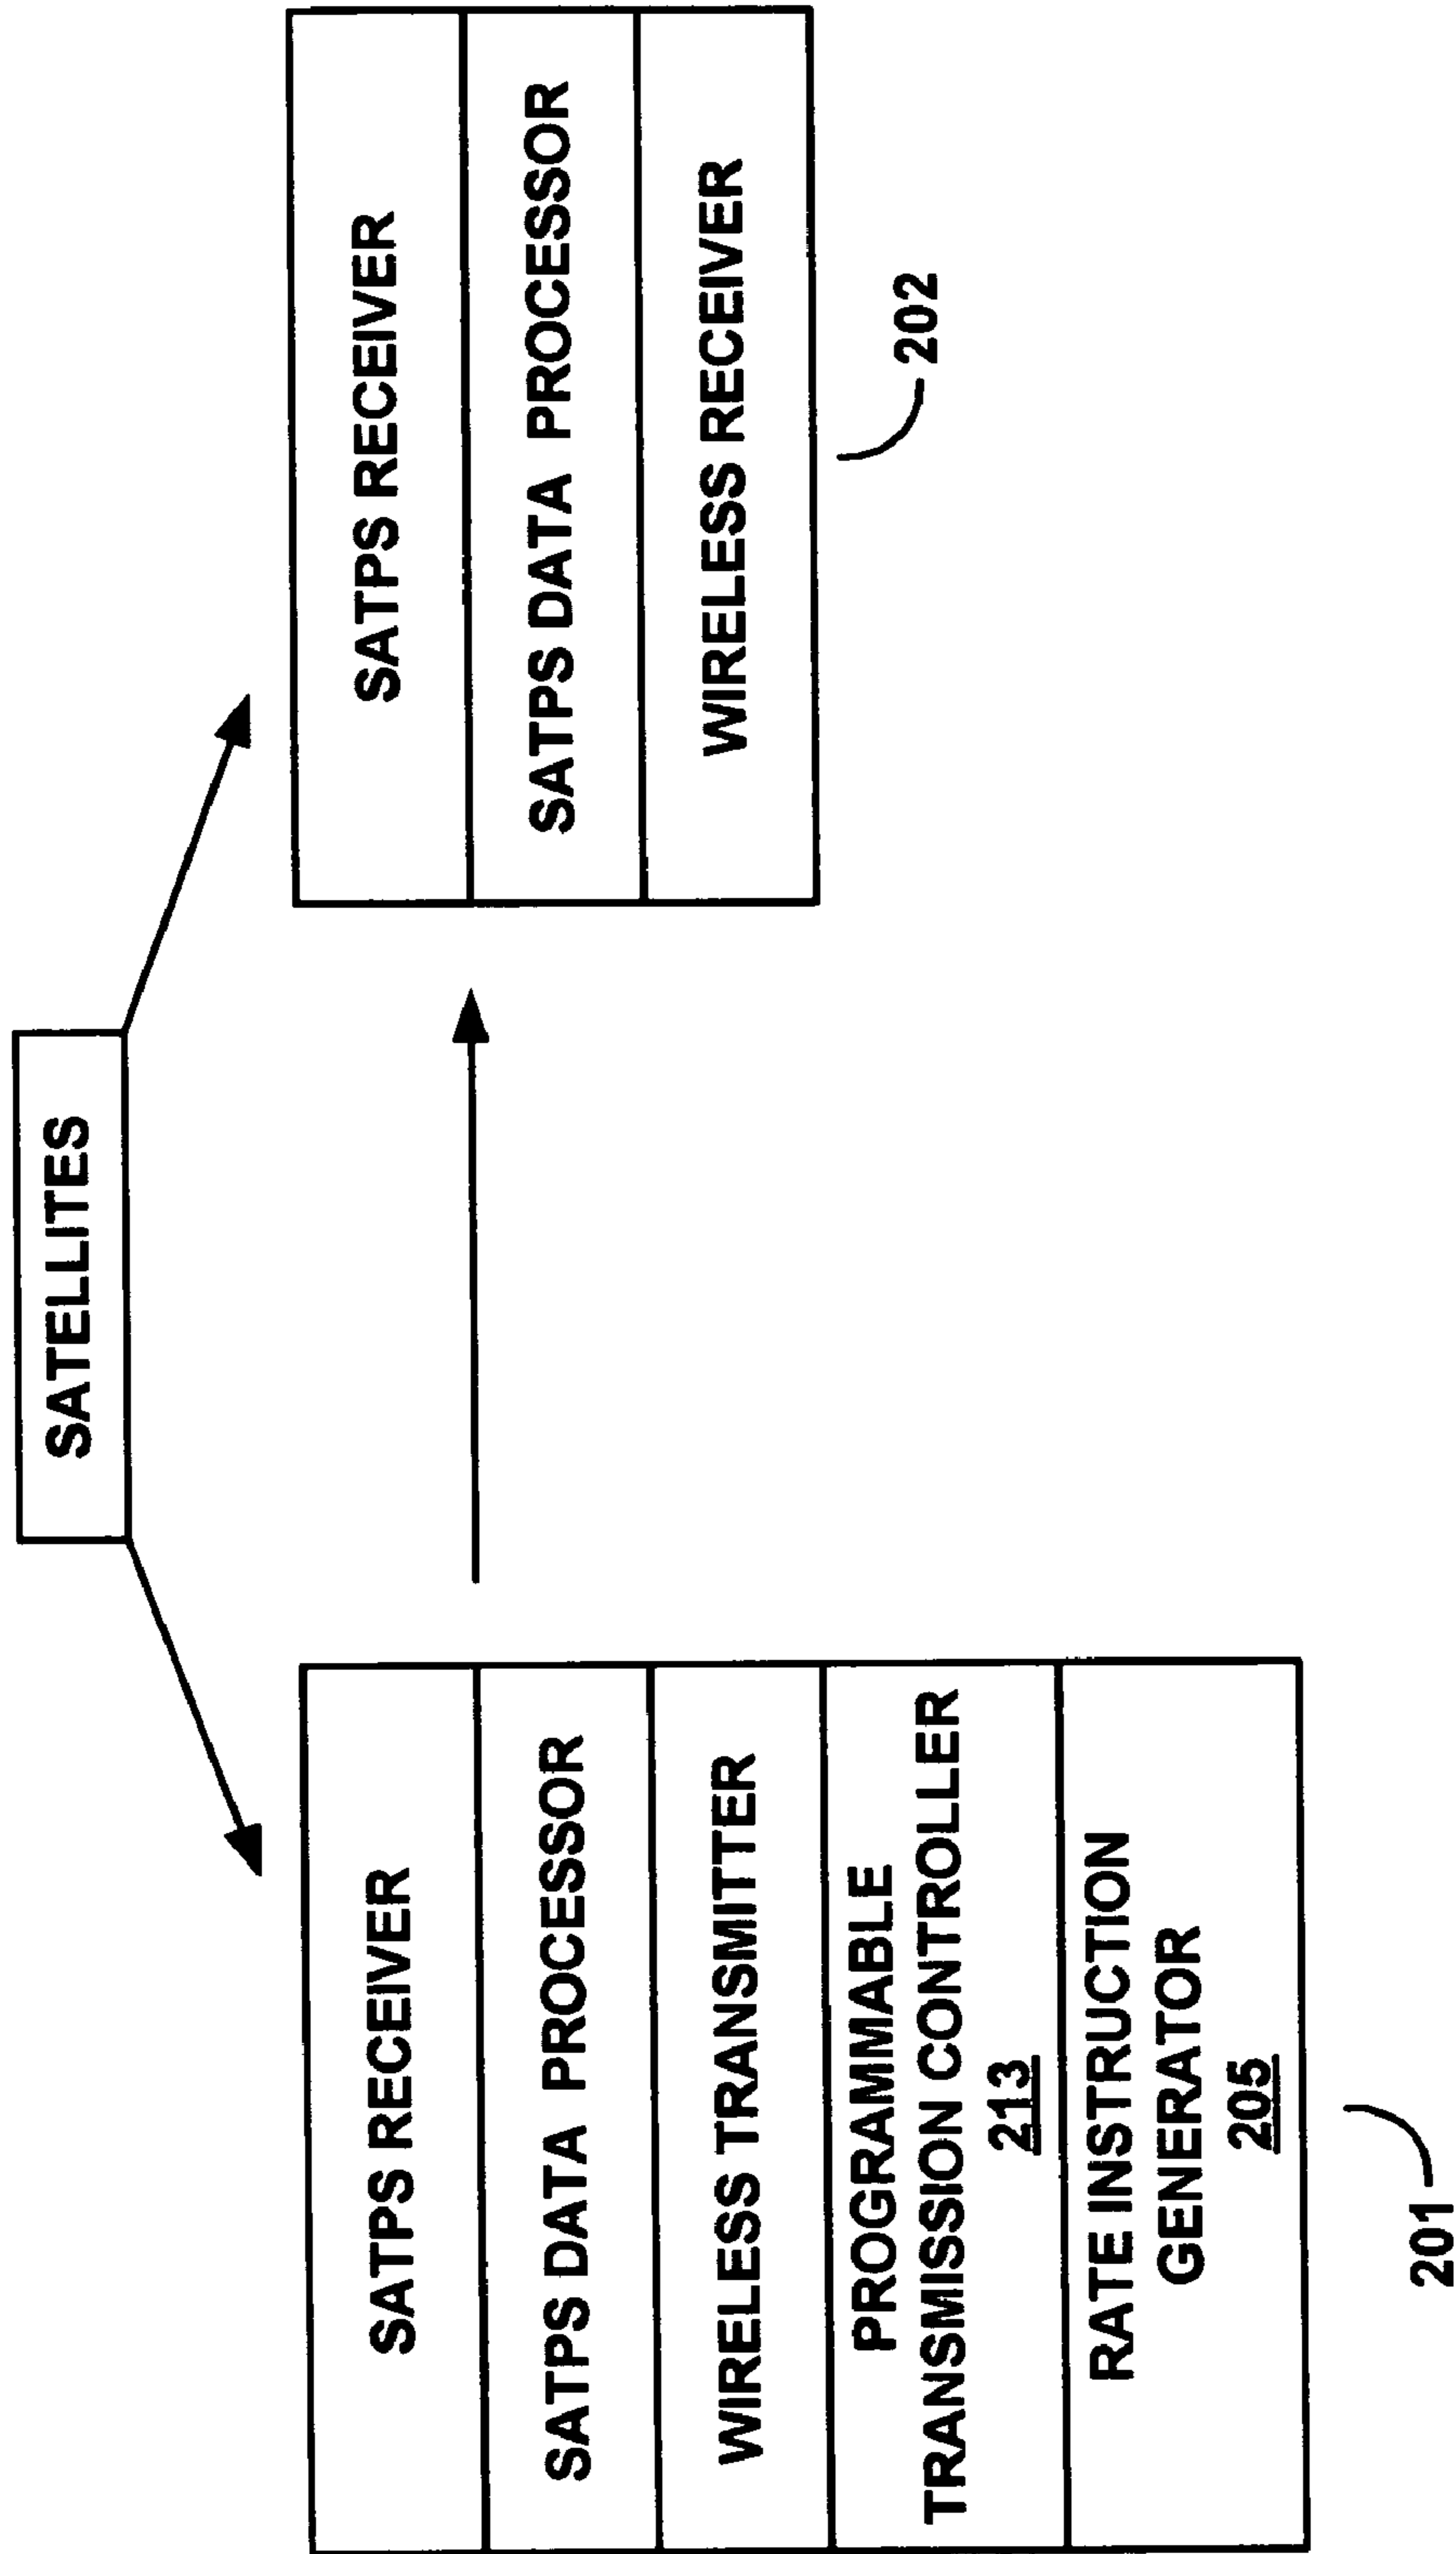 SATELLITES
SATPS RECEIVER
SATPS DATA PROCESSOR
WIRELESS TRANSMITTER
PROGRAMMABLE
TRANSMISSION CONTROLLER
213
RATE INSTRUCTION
GENERATOR
205
201
SATPS RECEIVER
SATPS DATA PROCESSOR
WIRELESS RECEIVER
202